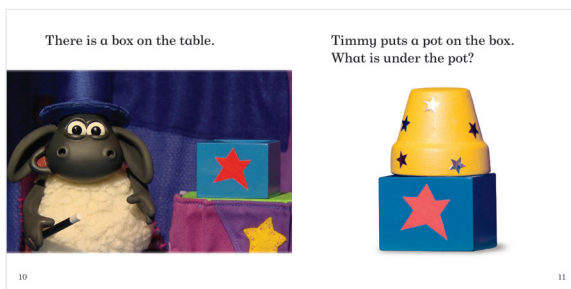 There is a box on the table.
Timmy puts a pot on the box.
What is under the pot?
10
11